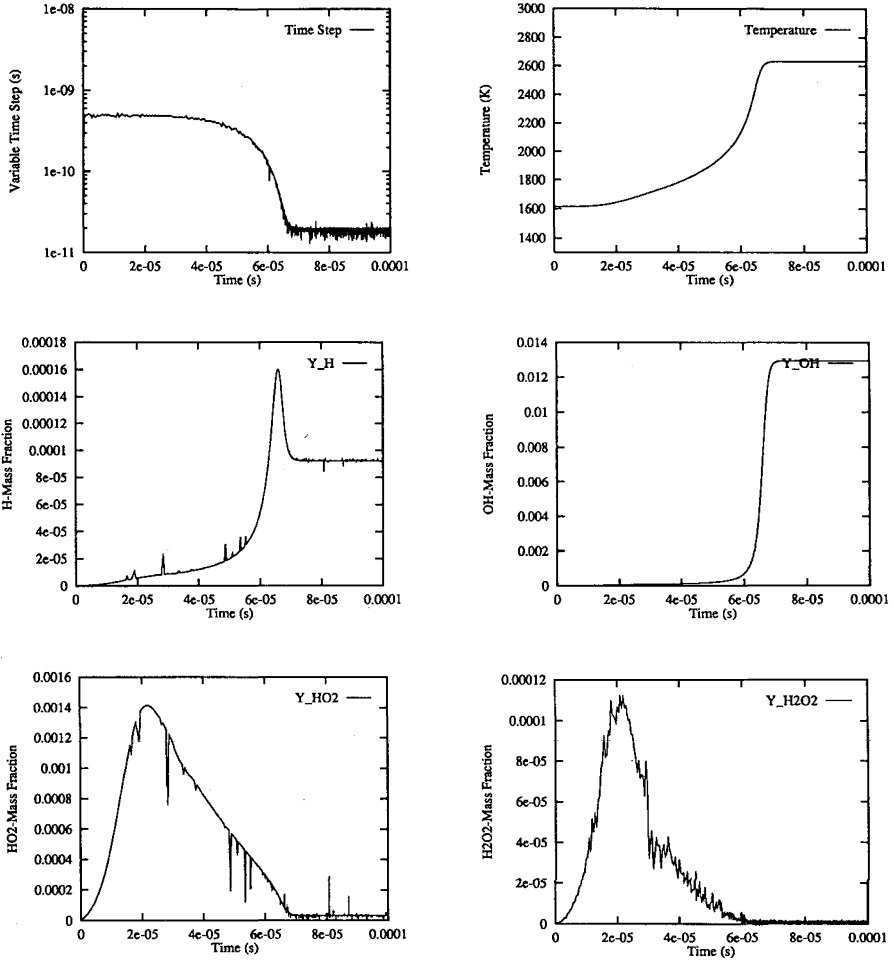 1e-08
1e-09
1e-10
1e-11
Variable Time Step (s)
Time Step
0 2e-05 4e-05 6e-05 8e-05 0.0001
Time (s)
3000
2800
2600
2400
2200
2000
1800
1600
1400
Temperature (K)
Temperature
0 2e-05 4e-05 6e-05 8e-05 0.0001
Time (s)
0.00018
0.00016
0.00014
0.00012
0.0001
8e-05
6e-05
4e-05
2e-05
0
H-Mass Fraction
Y_H
0 2e-05 4e-05 6e-05 8e-05 0.0001
Time (s)
0.014
0.012
0.01
0.008
0.006
0.004
0.002
0
OH-Mass Fraction
Y_OH
0 2e-05 4e-05 6e-05 8e-05 0.0001
Time (s)
0.0016
0.0014
0.0012
0.001
0.0008
0.0006
0.0004
0.0002
0
HO2-Mass Fraction
Y_HO2
0 2e-05 4e-05 6e-05 8e-05 0.0001
Time (s)
0.00012
0.0001
8e-05
6e-05
4e-05
2e-05
0
H2O2-Mass Fraction
Y_H2O2
0 2e-05 4e-05 6e-05 8e-05 0.0001
Time (s)